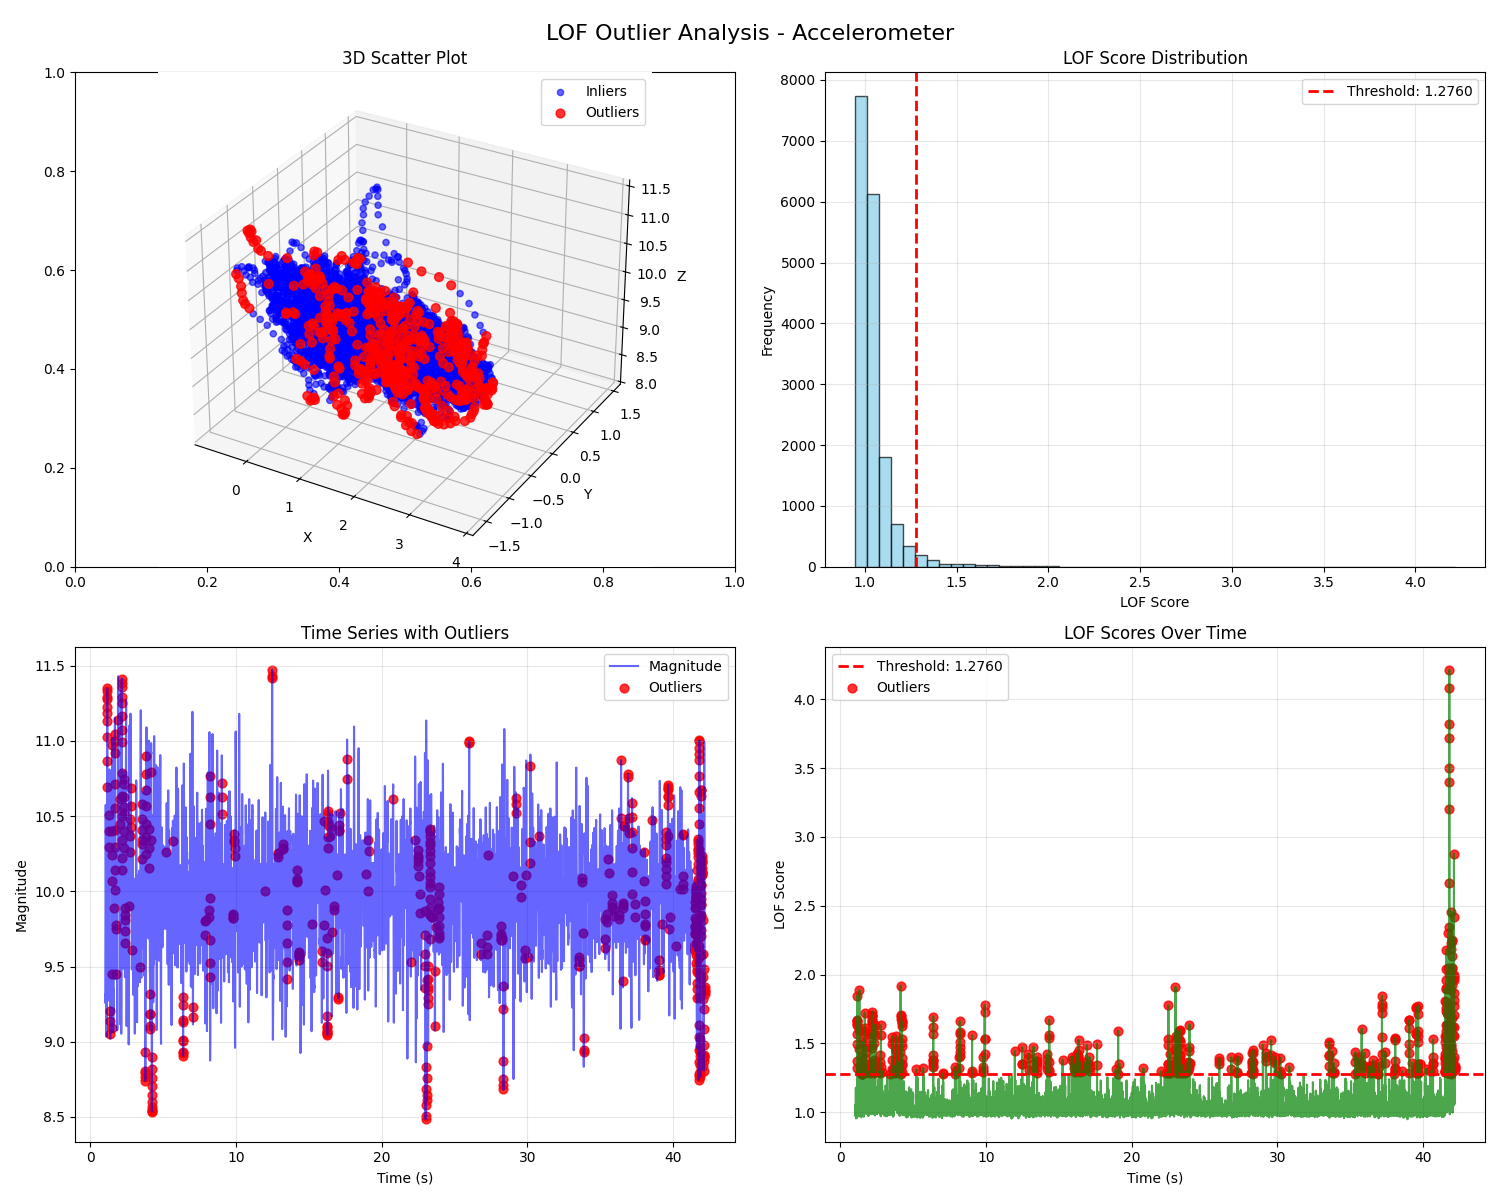 LOF Outlier Analysis - Accelerometer
3D Scatter Plot
Inliers
Outliers
1.0
0.8
0.6
0.4
0.2
0.0
0.0 0.2 0.4 0.6 0.8 1.0
11.5
11.0
10.5
10.0
9.5
9.0
8.5
8.0
Z
1.5
1.0
0.5
0.0
−0.5
−1.0
−1.5
Y
0
1
2
3
4
X
LOF Score Distribution
Threshold: 1.2760
8000
7000
6000
5000
4000
3000
2000
1000
0
Frequency
1.0 1.5 2.0 2.5 3.0 3.5 4.0
LOF Score
Time Series with Outliers
Magnitude
Outliers
11.5
11.0
10.5
10.0
9.5
9.0
8.5
Magnitude
0 10 20 30 40
Time (s)
LOF Scores Over Time
Threshold: 1.2760
Outliers
4.0
3.5
3.0
2.5
2.0
1.5
1.0
LOF Score
0 10 20 30 40
Time (s)